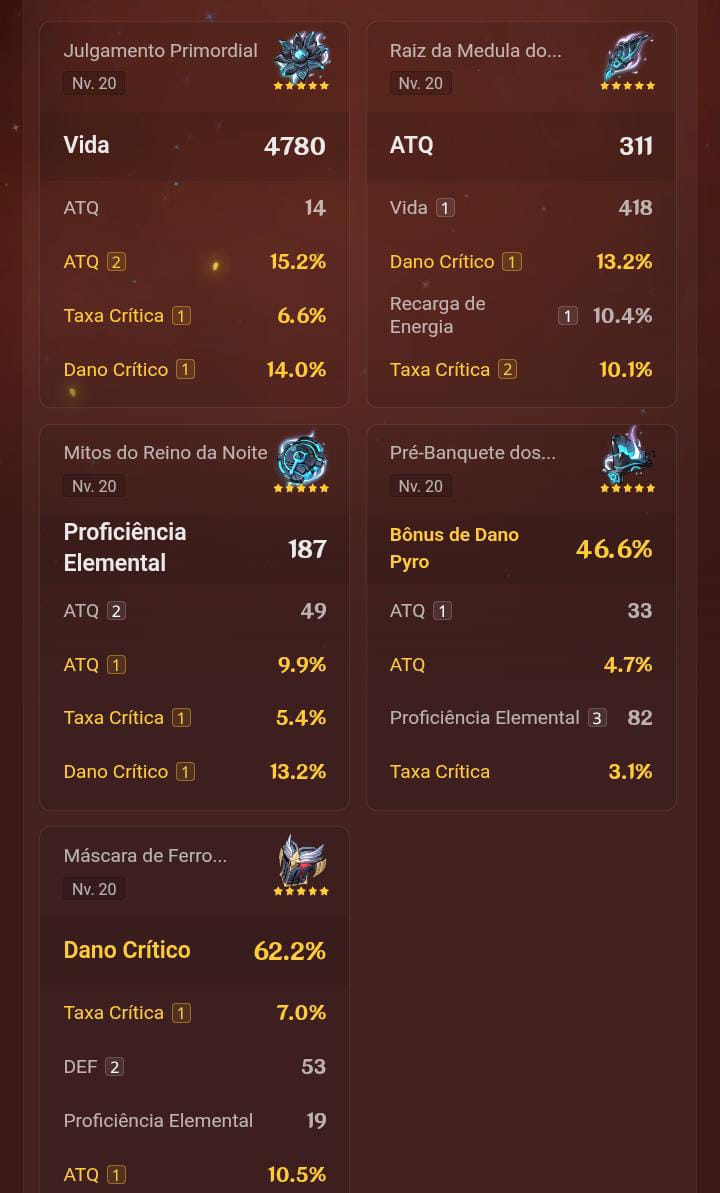 Julgamento Primordial
Nv. 20
Vida 4780
ATQ 14
ATQ 2 15.2%
Taxa Crítica 1 6.6%
Dano Crítico 1 14.0%
Raiz da Medula do...
Nv. 20
ATQ 311
Vida 1 418
Dano Crítico 1 13.2%
Recarga de
Energia 1 10.4%
Taxa Crítica 2 10.1%
Mitos do Reino da Noite
Nv. 20
Proficiência
Elemental 187
ATQ 2 49
ATQ 1 9.9%
Taxa Crítica 1 5.4%
Dano Crítico 1 13.2%
Pré-Banquete dos...
Nv. 20
Bônus de Dano
Pyro 46.6%
ATQ 1 33
ATQ 4.7%
Proficiência Elemental 3 82
Taxa Crítica 3.1%
Máscara de Ferro...
Nv. 20
Dano Crítico 62.2%
Taxa Crítica 1 7.0%
DEF 2 53
Proficiência Elemental 19
ATQ 1 10.5%